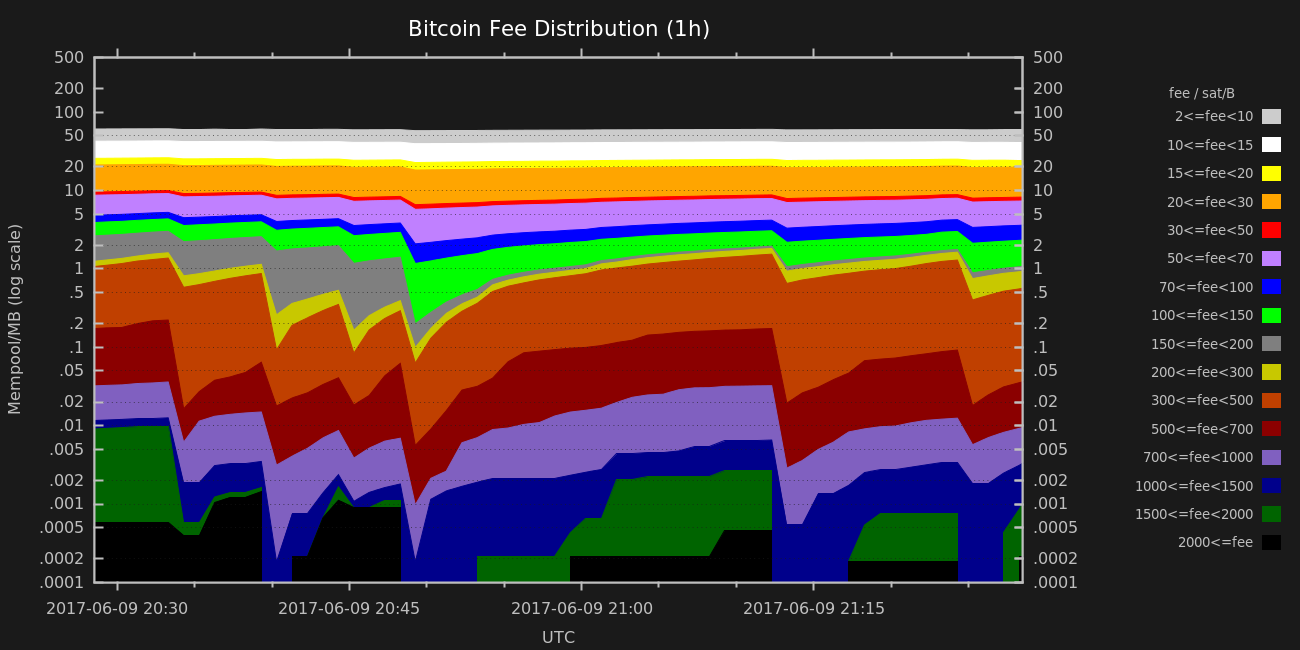 Bitcoin Fee Distribution (1h)
500
200
100
50
20
10
5
2
1
.5
.2
.1
.05
.02
.01
.005
.002
.001
.0005
.0002
.0001
Mempool/MB (log scale)
500
200
100
50
20
10
5
2
1
.5
.2
.1
.05
.02
.01
.005
.002
.001
.0005
.0002
.0001
2017-06-09 20:30 2017-06-09 20:45 2017-06-09 21:00 2017-06-09 21:15
UTC
fee / sat/B
2<=fee<10
10<=fee<15
15<=fee<20
20<=fee<30
30<=fee<50
50<=fee<70
70<=fee<100
100<=fee<150
150<=fee<200
200<=fee<300
300<=fee<500
500<=fee<700
700<=fee<1000
1000<=fee<1500
1500<=fee<2000
2000<=fee